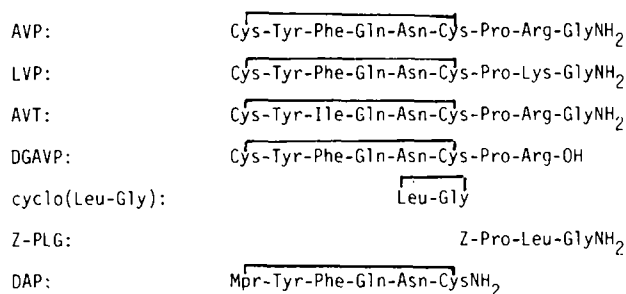 AVP: Cys-Tyr-Phe-Gln-Asn-Cys-Pro-Arg-GlyNH2
LVP: Cys-Tyr-Phe-Gln-Asn-Cys-Pro-Lys-GlyNH2
AVT: Cys-Tyr-Ile-Gln-Asn-Cys-Pro-Arg-GlyNH2
DGAVP: Cys-Tyr-Phe-Gln-Asn-Cys-Pro-Arg-OH
cyclo(Leu-Gly): Leu-Gly
Z-PLG: Z-Pro-Leu-GlyNH2
DAP: Mpr-Tyr-Phe-Gln-Asn-CysNH2